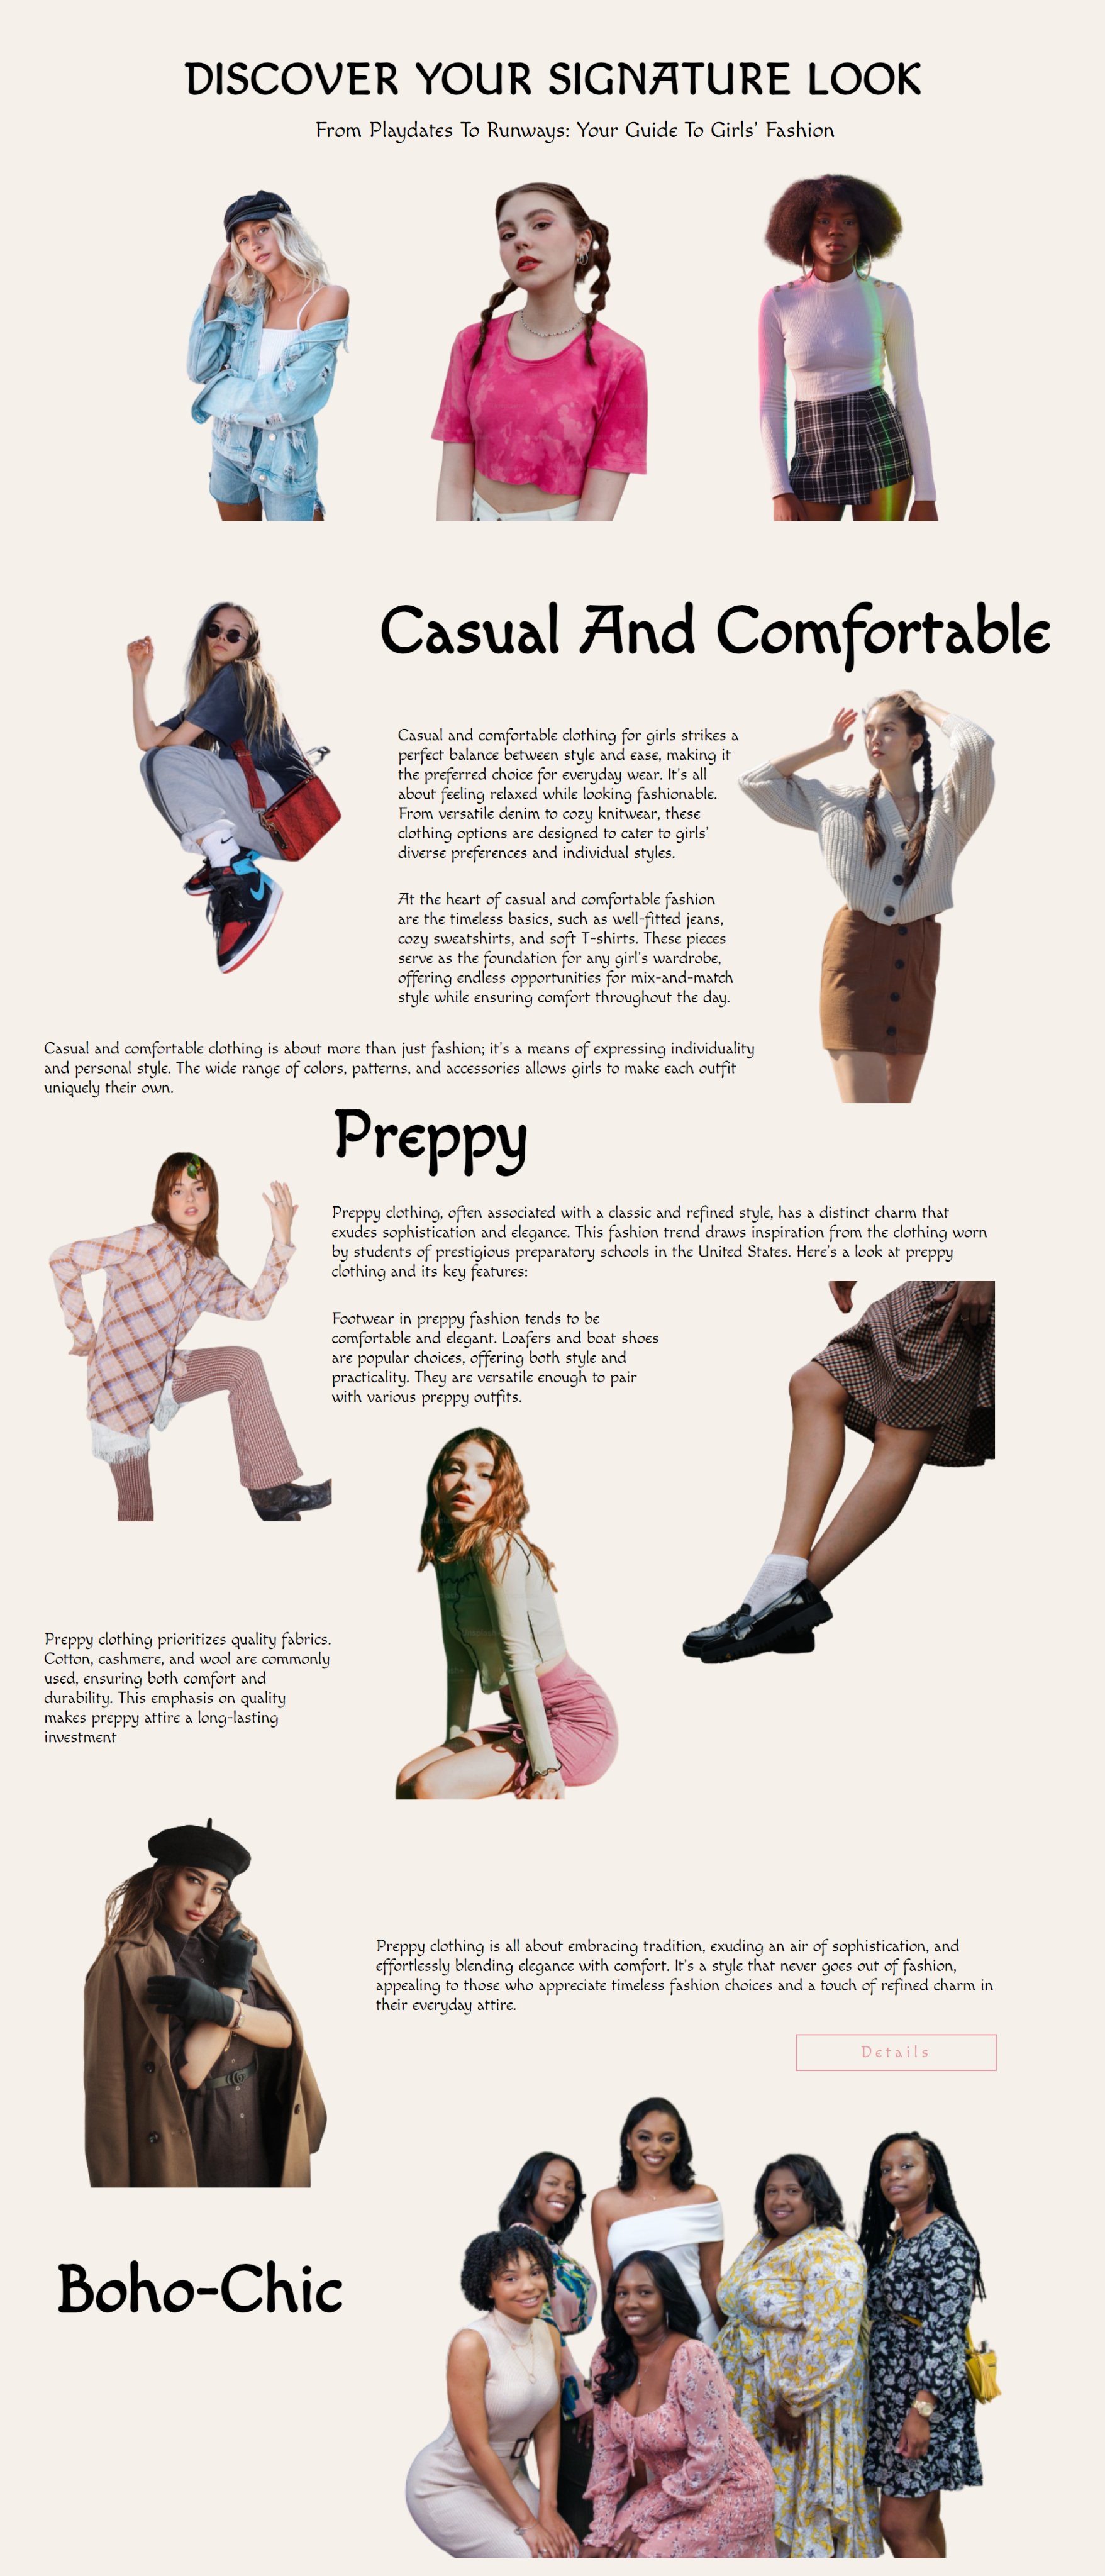 DISCOVER YOUR SIGNATURE LOOK
From Playdates To Runways: Your Guide To Girls' Fashion
Casual And Comfortable
Casual and comfortable clothing for girls strikes a
perfect balance between style and ease, making it
the preferred choice for everyday wear. It's all
about feeling relaxed while looking fashionable.
From versatile denim to cozy knitwear, these
clothing options are designed to cater to girls'
diverse preferences and individual styles.
At the heart of casual and comfortable fashion
are the timeless basics, such as well-fitted jeans,
cozy sweatshirts, and soft T-shirts. These pieces
serve as the foundation for any girl's wardrobe,
offering endless opportunities for mix-and-match
style while ensuring comfort throughout the day.
Casual and comfortable clothing is about more than just fashion; it's a means of expressing individuality
and personal style. The wide range of colors, patterns, and accessories allows girls to make each outfit
uniquely their own.
Preppy
Preppy clothing, often associated with a classic and refined style, has a distinct charm that
exudes sophistication and elegance. This fashion trend draws inspiration from the clothing worn
by students of prestigious preparatory schools in the United States. Here's a look at preppy
clothing and its key features:
Footwear in preppy fashion tends to be
comfortable and elegant. Loafers and boat shoes
are popular choices, offering both style and
practicality. They are versatile enough to pair
with various preppy outfits.
Preppy clothing prioritizes quality fabrics.
Cotton, cashmere, and wool are commonly
used, ensuring both comfort and
durability. This emphasis on quality
makes preppy attire a long-lasting
investment
Preppy clothing is all about embracing tradition, exuding an air of sophistication, and
effortlessly blending elegance with comfort. It's a style that never goes out of fashion,
appealing to those who appreciate timeless fashion choices and a touch of refined charm in
their everyday attire.
Details
Boho-Chic